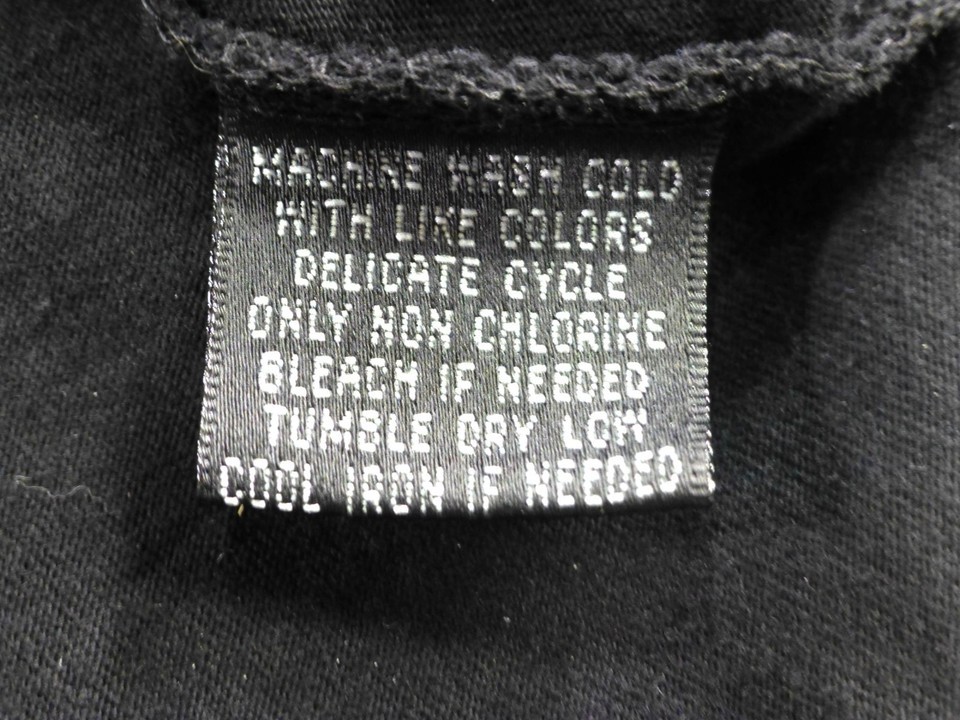 MACHINE WASH COLD
WITH LIKE COLORS
DELICATE CYCLE
ONLY NON CHLORINE
BLEACH IF NEEDED
TUMBLE DRY LOW
COOL IRON IF NEEDED